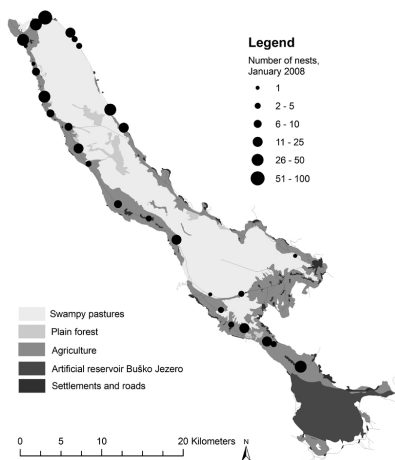 Legend
Number of nests,
January 2008
1
2 - 5
6 - 10
11 - 25
26 - 50
51 - 100
Swampy pastures
Plain forest
Agriculture
Artificial reservoir Buško Jezero
Settlements and roads
0 5 10 20 Kilometers
N